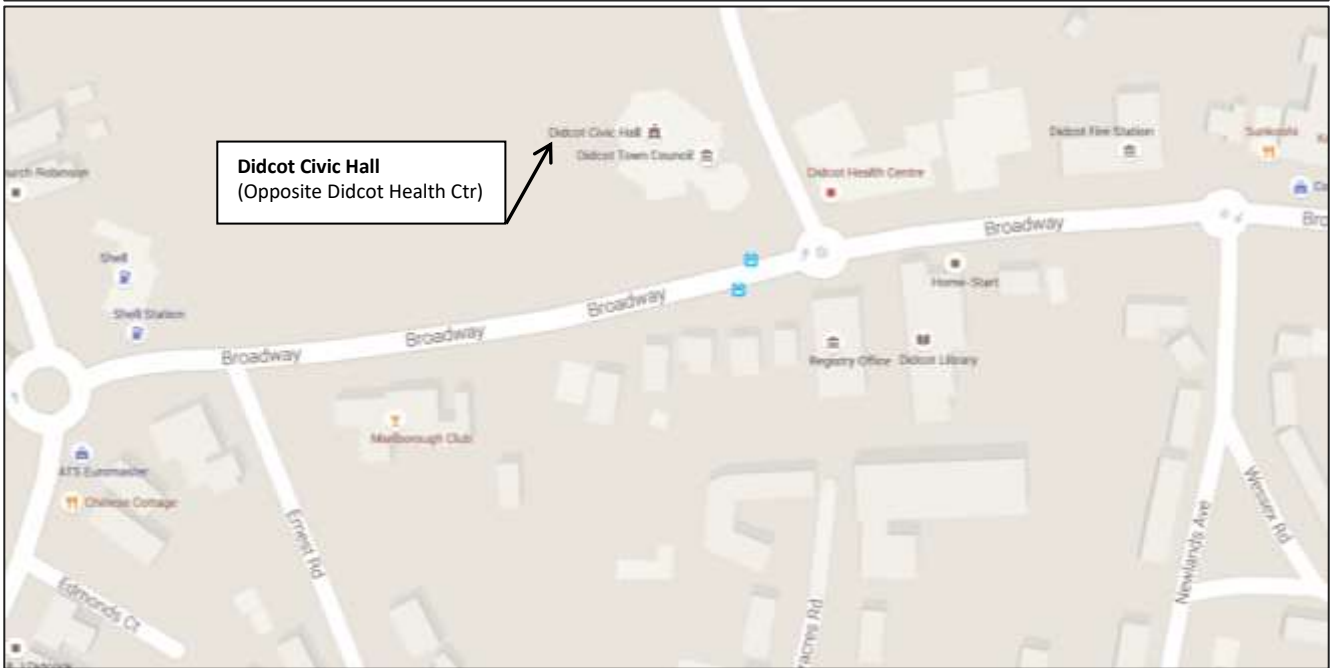 Didcot Civic Hall
Didcot Town Council
Didcot Civic Hall
(Opposite Didcot Health Ctr)
Didcot Health Centre
Didcot Fire Station
Broadway
Home-Start
Shell
Shell Station
Broadway
Broadway
Broadway
Registry Office
Didcot Library
Marlborough Club
ATS Euromaster
Chinese Cottage
Ernest Rd
Edmonds Ct
Newlands Ave
Wessex Rd